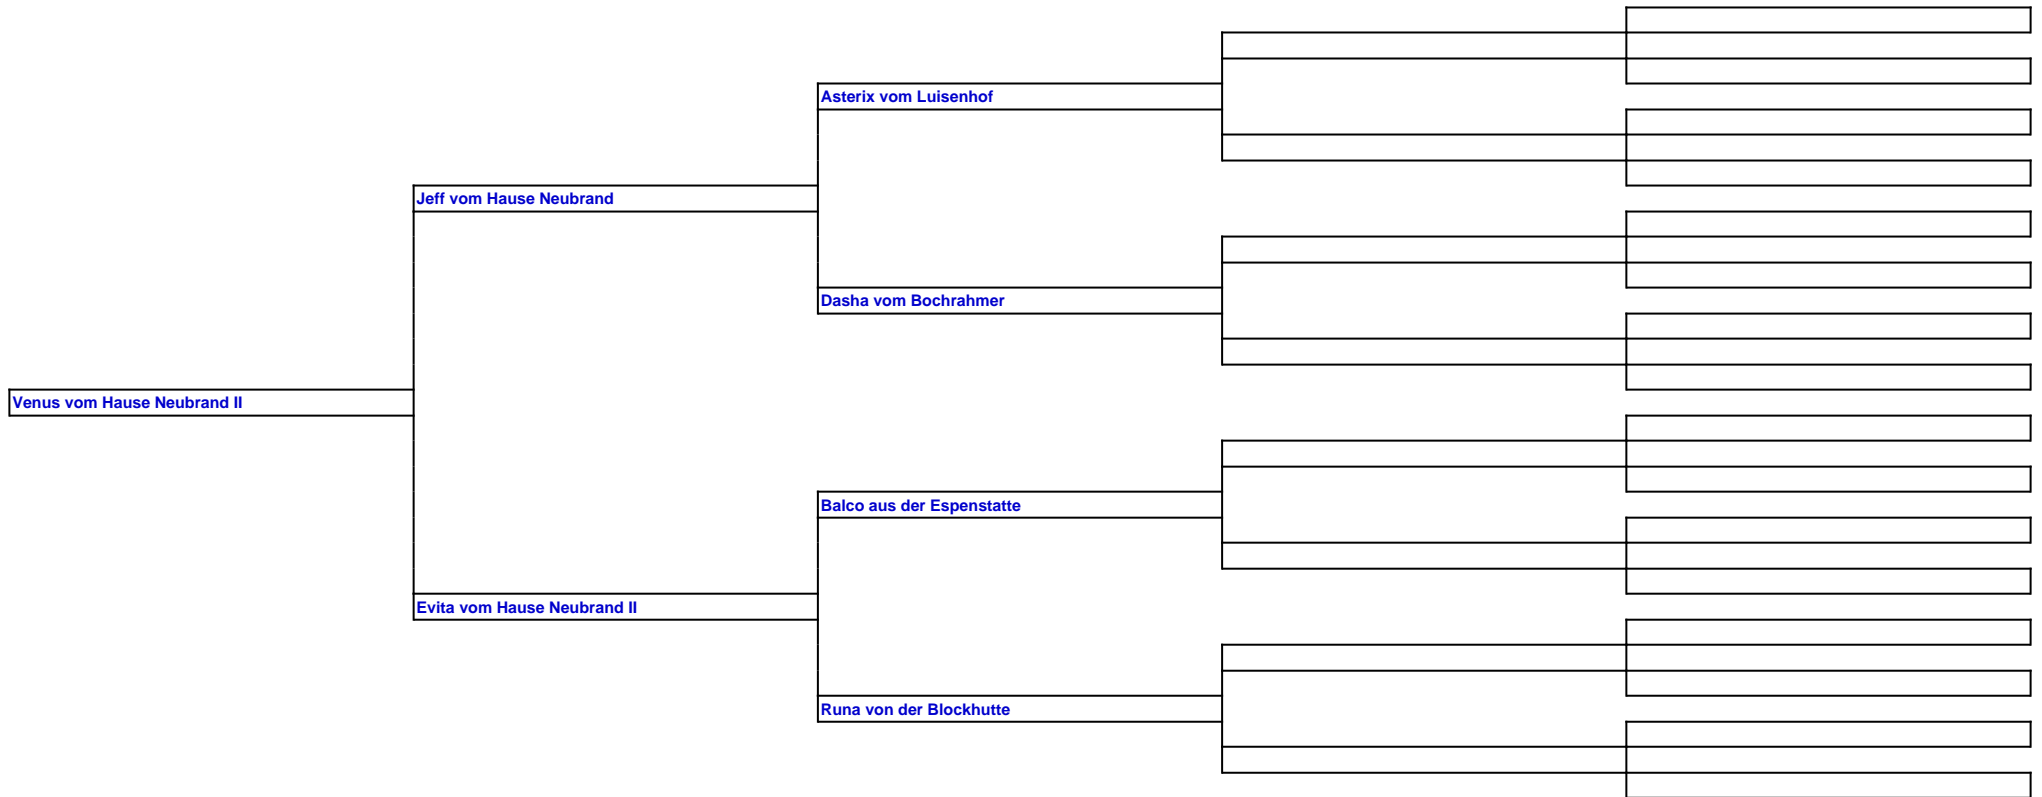 Asterix vom Luisenhof
Jeff vom Hause Neubrand
Dasha vom Bochrahmer
Venus vom Hause Neubrand II
Balco aus der Espenstatte
Evita vom Hause Neubrand II
Runa von der Blockhutte